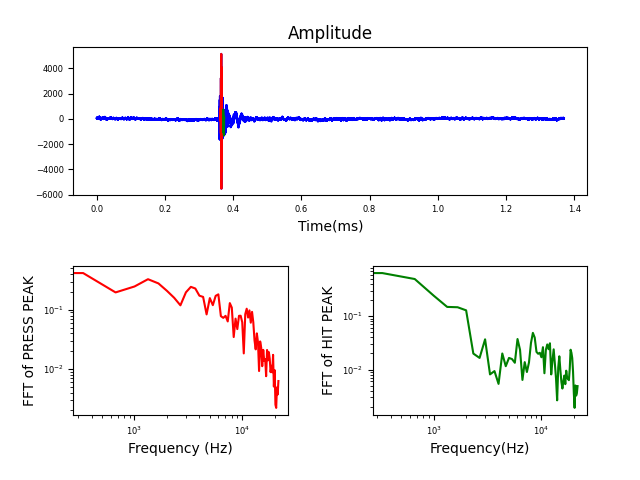 Amplitude
4000
2000
0
−2000
−4000
−6000
0.0 0.2 0.4 0.6 0.8 1.0 1.2 1.4
Time(ms)
FFT of PRESS PEAK
10⁻¹
10⁻²
10³ 10⁴
Frequency (Hz)
FFT of HIT PEAK
10⁻¹
10⁻²
10³ 10⁴
Frequency(Hz)